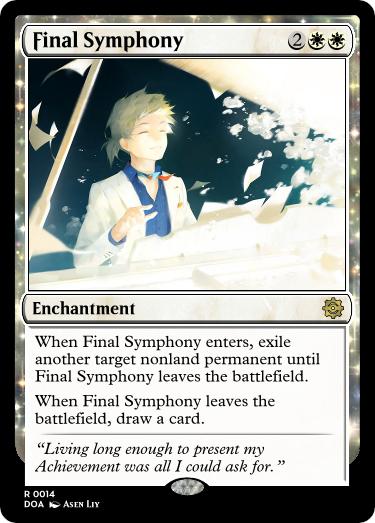 Final Symphony 2
Enchantment
When Final Symphony enters, exile
another target nonland permanent until
Final Symphony leaves the battlefield.
When Final Symphony leaves the
battlefield, draw a card.
“Living long enough to present my
Achievement was all I could ask for.”
R 0014
DOA Asen Liy